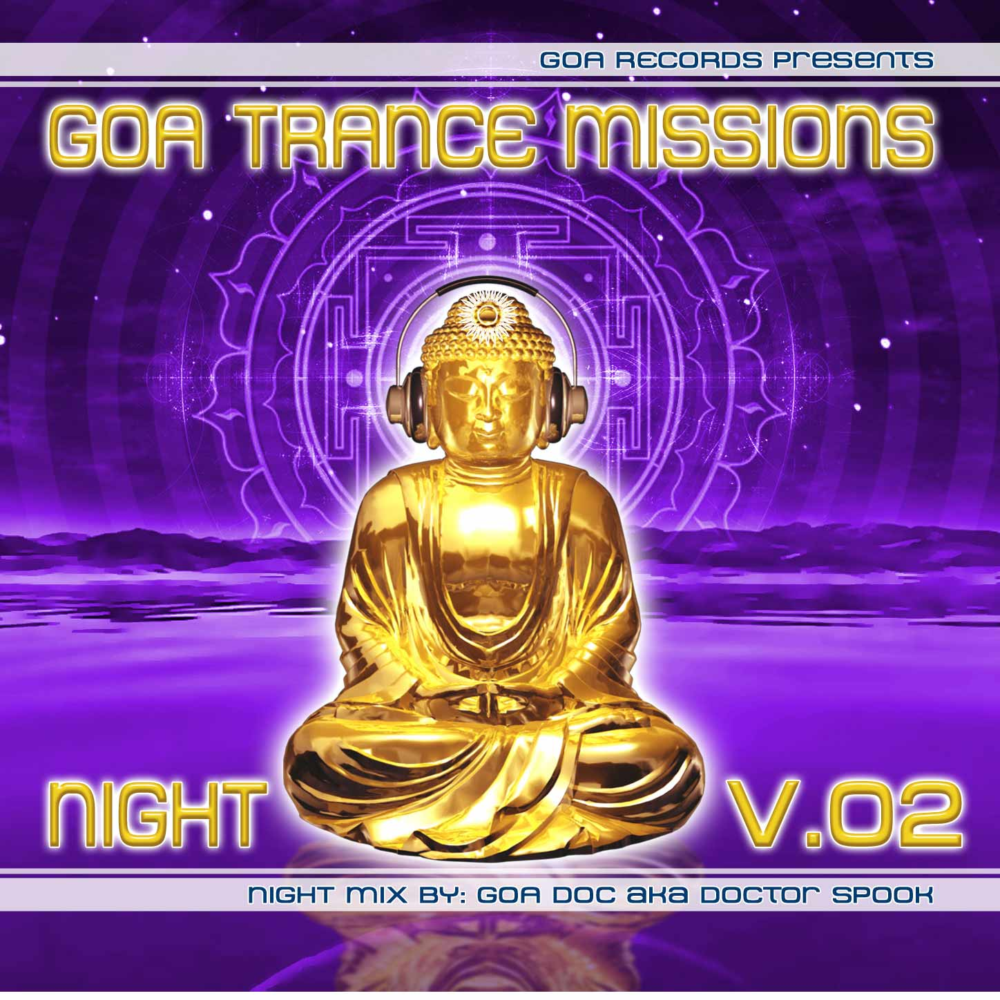 GOA RECORDS Presents
GOA TRANCE MISSIONS
NIGHT V.02
NIGHT MIX BY: GOA DOC aka DOCTOR SPOOK